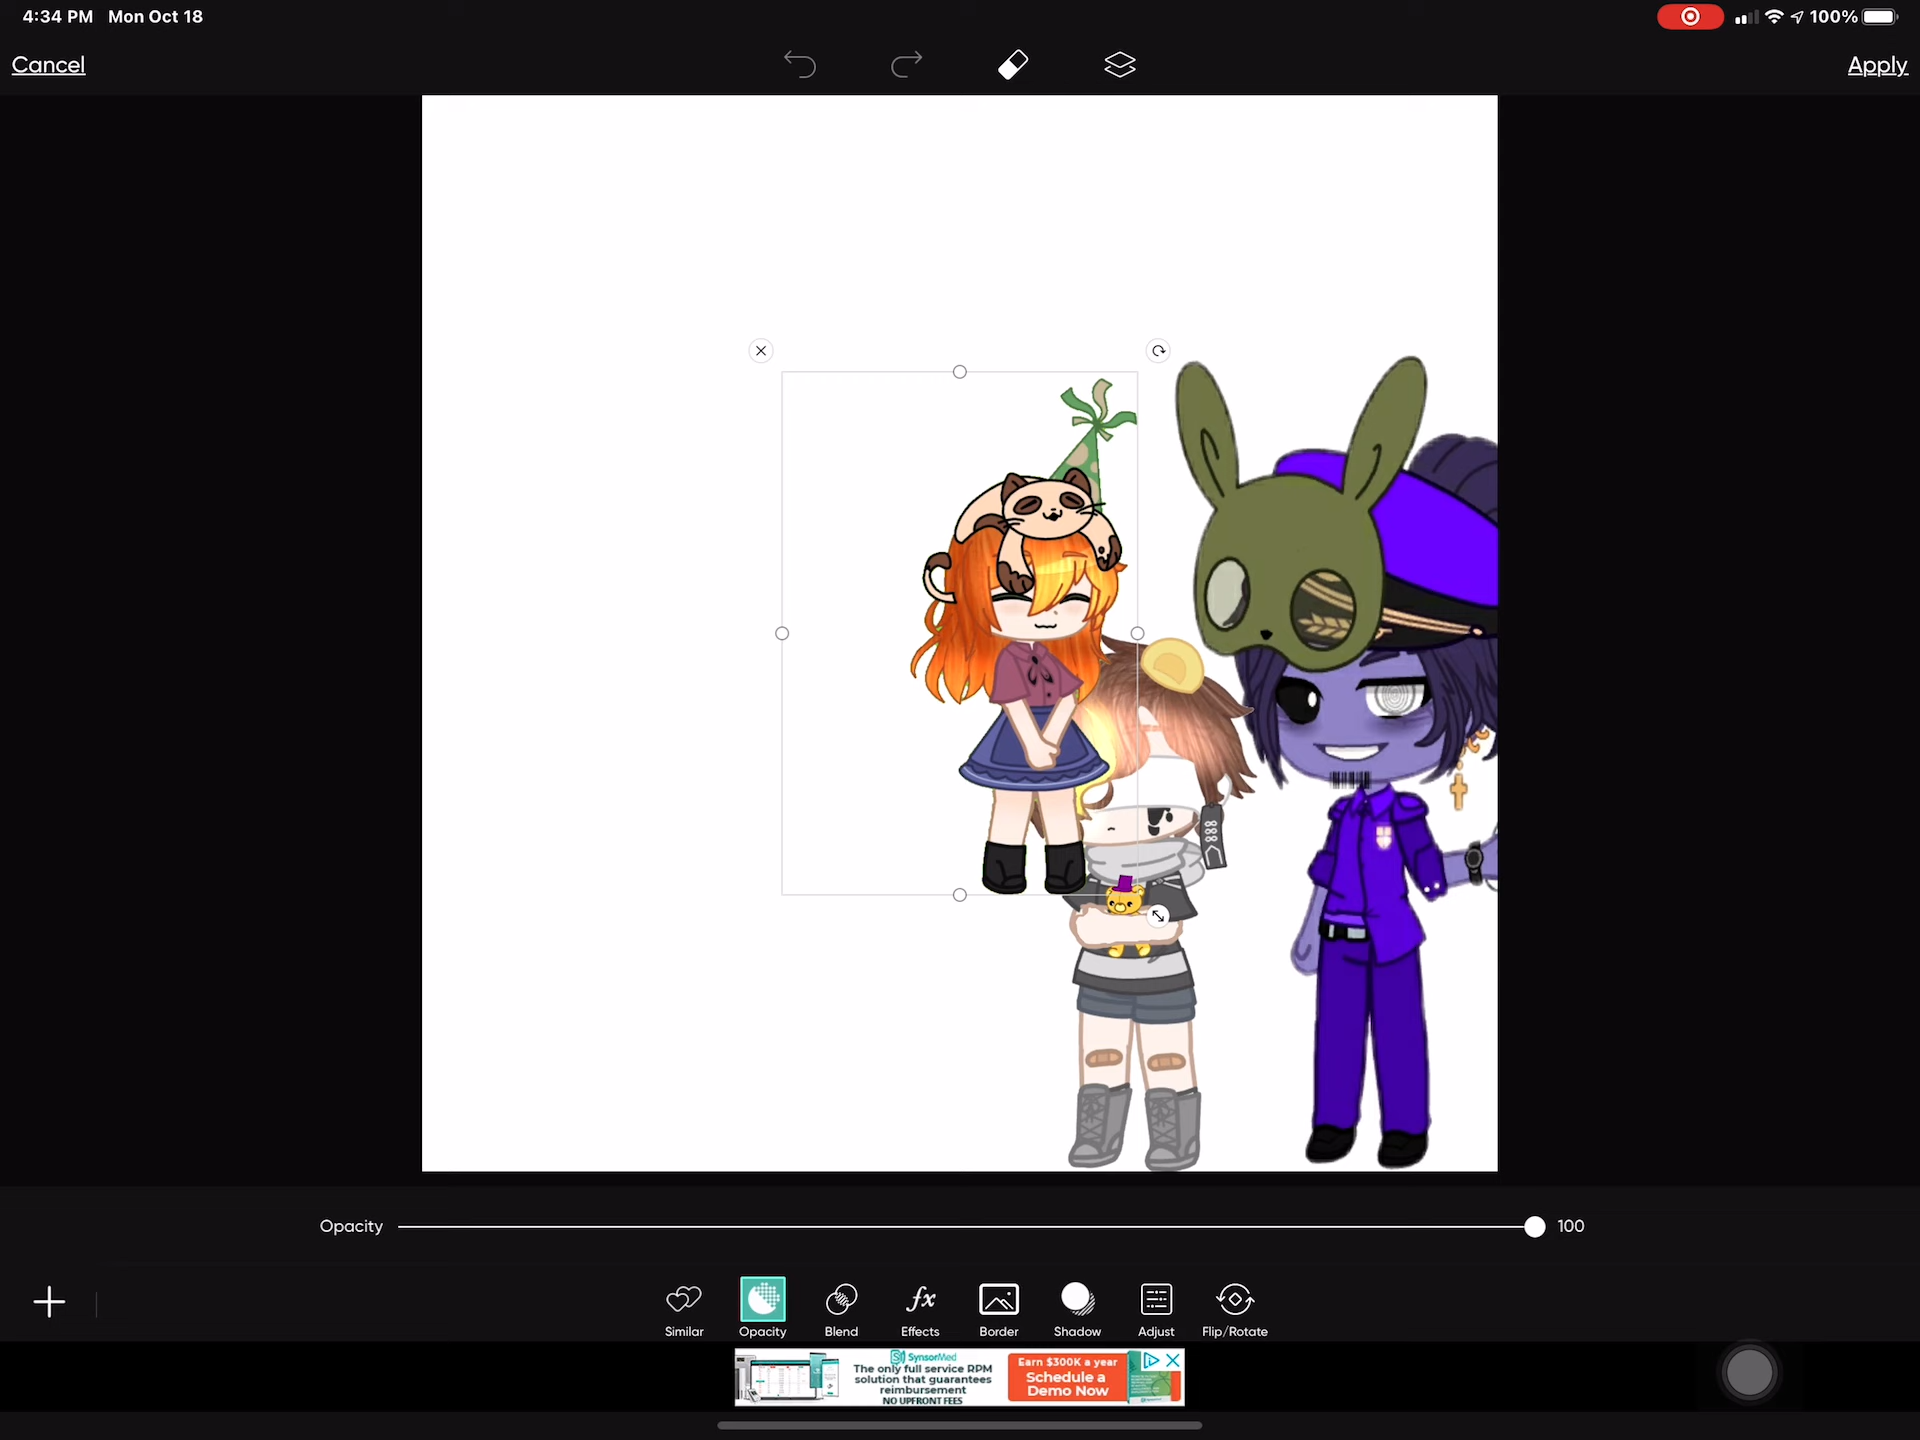 4:34 PM Mon Oct 18
100%
Cancel
Apply
888
Opacity
100
Similar
Opacity
Blend
fx
Effects
Border
Shadow
Adjust
Flip/Rotate
SynsorMed
The only full service RPM
solution that guarantees
reimbursement
NO UPFRONT FEES
Earn $300K a year
Schedule a
Demo Now